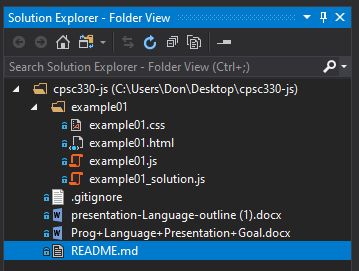 Solution Explorer - Folder View
Search Solution Explorer - Folder View (Ctrl+;)
cpsc330-js (C:\Users\Don\Desktop\cpsc330-js)
example01
example01.css
example01.html
example01.js
example01_solution.js
.gitignore
presentation-Language-outline (1).docx
Prog+Language+Presentation+Goal.docx
README.md